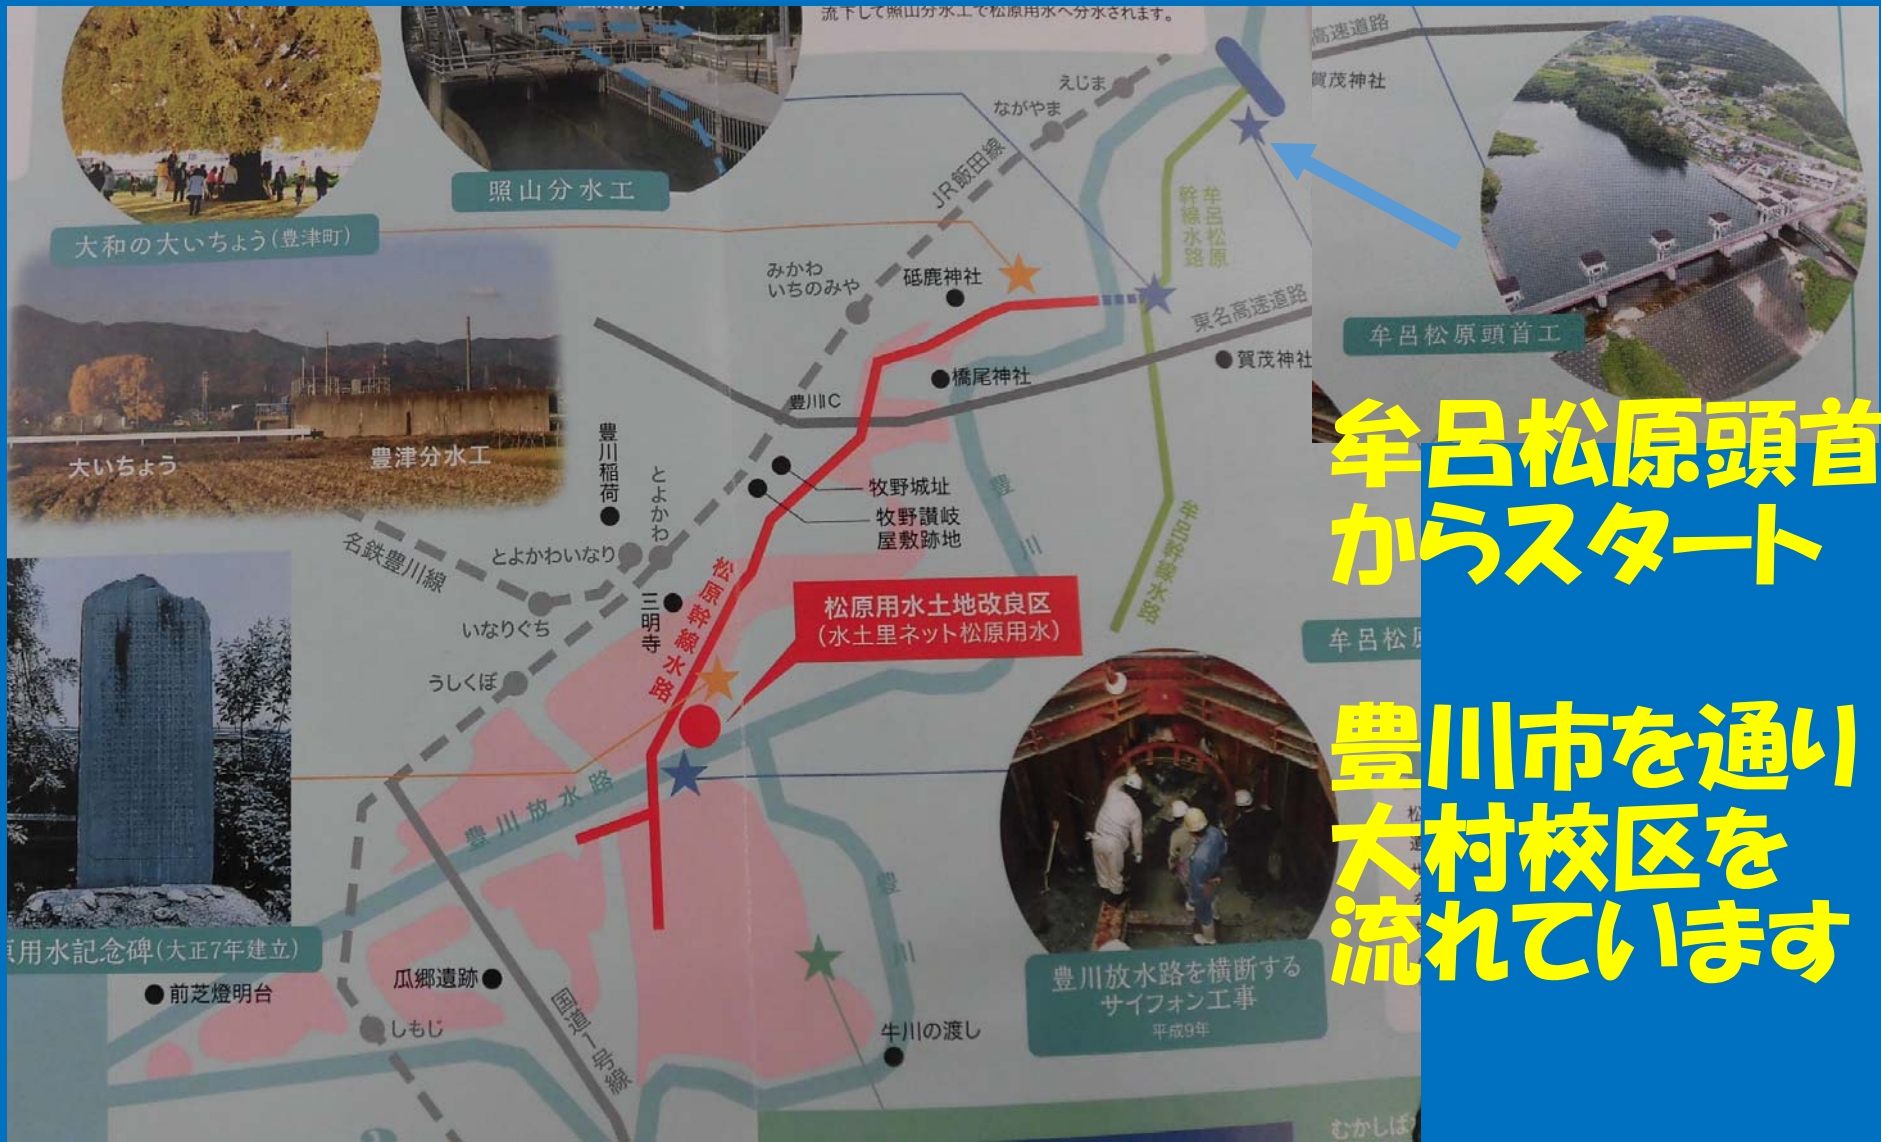 流下して照山分水工で松原用水へ分水されます。
照山分水工
大和の大いちょう(豊津町)
大いちょう
豊津分水工
えじま
ながやま
JR飯田線
みかわ
いちのみや
砥鹿神社
牟呂松原
幹線水路
東名高速道路
賀茂神社
橋尾神社
豊川IC
高速道路
賀茂神社
牟呂松原頭首工
牟呂松原頭首
からスタート
豊川稲荷
とよかわ
牧野城址
牧野讃岐
屋敷跡地
豊川
牟呂幹線水路
名鉄豊川線
とよかわいなり
いなりぐち
三明寺
松原幹線水路
松原用水土地改良区
(水土里ネット松原用水)
うしくぼ
牟呂松
豊川市を通り
大村校区を
流れています
豊川放水路
豊川
用水記念碑(大正7年建立)
前芝燈明台
瓜郷遺跡
しもじ
国道1号線
牛川の渡し
豊川放水路を横断する
サイフォン工事
平成9年
むかしば